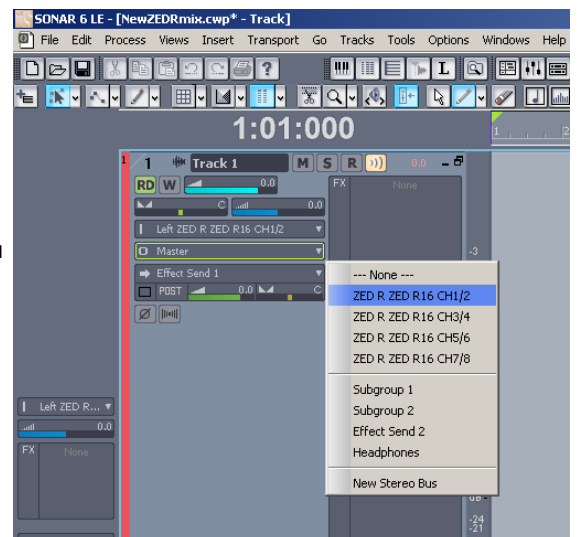 SONAR 6 LE - [NewZEDRmix.cwp* - Track]
File Edit Process Views Insert Transport Go Tracks Tools Options Windows Help
1:01:000
1
2
1
1 Track 1 M S R 0.0
RD W 0.0 FX None
C 0.0
Left ZED R ZED R16 CH1/2
Master
-3
Effect Send 1
POST 0.0 C
--- None ---
ZED R ZED R16 CH1/2
ZED R ZED R16 CH3/4
ZED R ZED R16 CH5/6
ZED R ZED R16 CH7/8
Subgroup 1
Subgroup 2
Effect Send 2
Headphones
New Stereo Bus
Left ZED R...
0.0
FX None
-24
-21